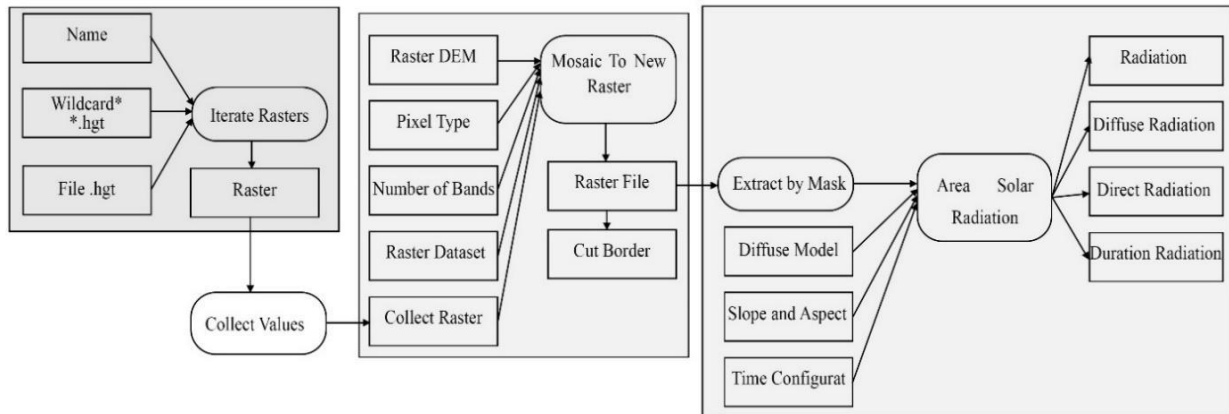 Name
Wildcard*
*.hgt
File .hgt
Iterate Rasters
Raster
Collect Values
Raster DEM
Pixel Type
Number of Bands
Raster Dataset
Collect Raster
Mosaic To New
Raster
Raster File
Cut Border
Extract by Mask
Diffuse Model
Slope and Aspect
Time Configurat
Area Solar
Radiation
Radiation
Diffuse Radiation
Direct Radiation
Duration Radiation